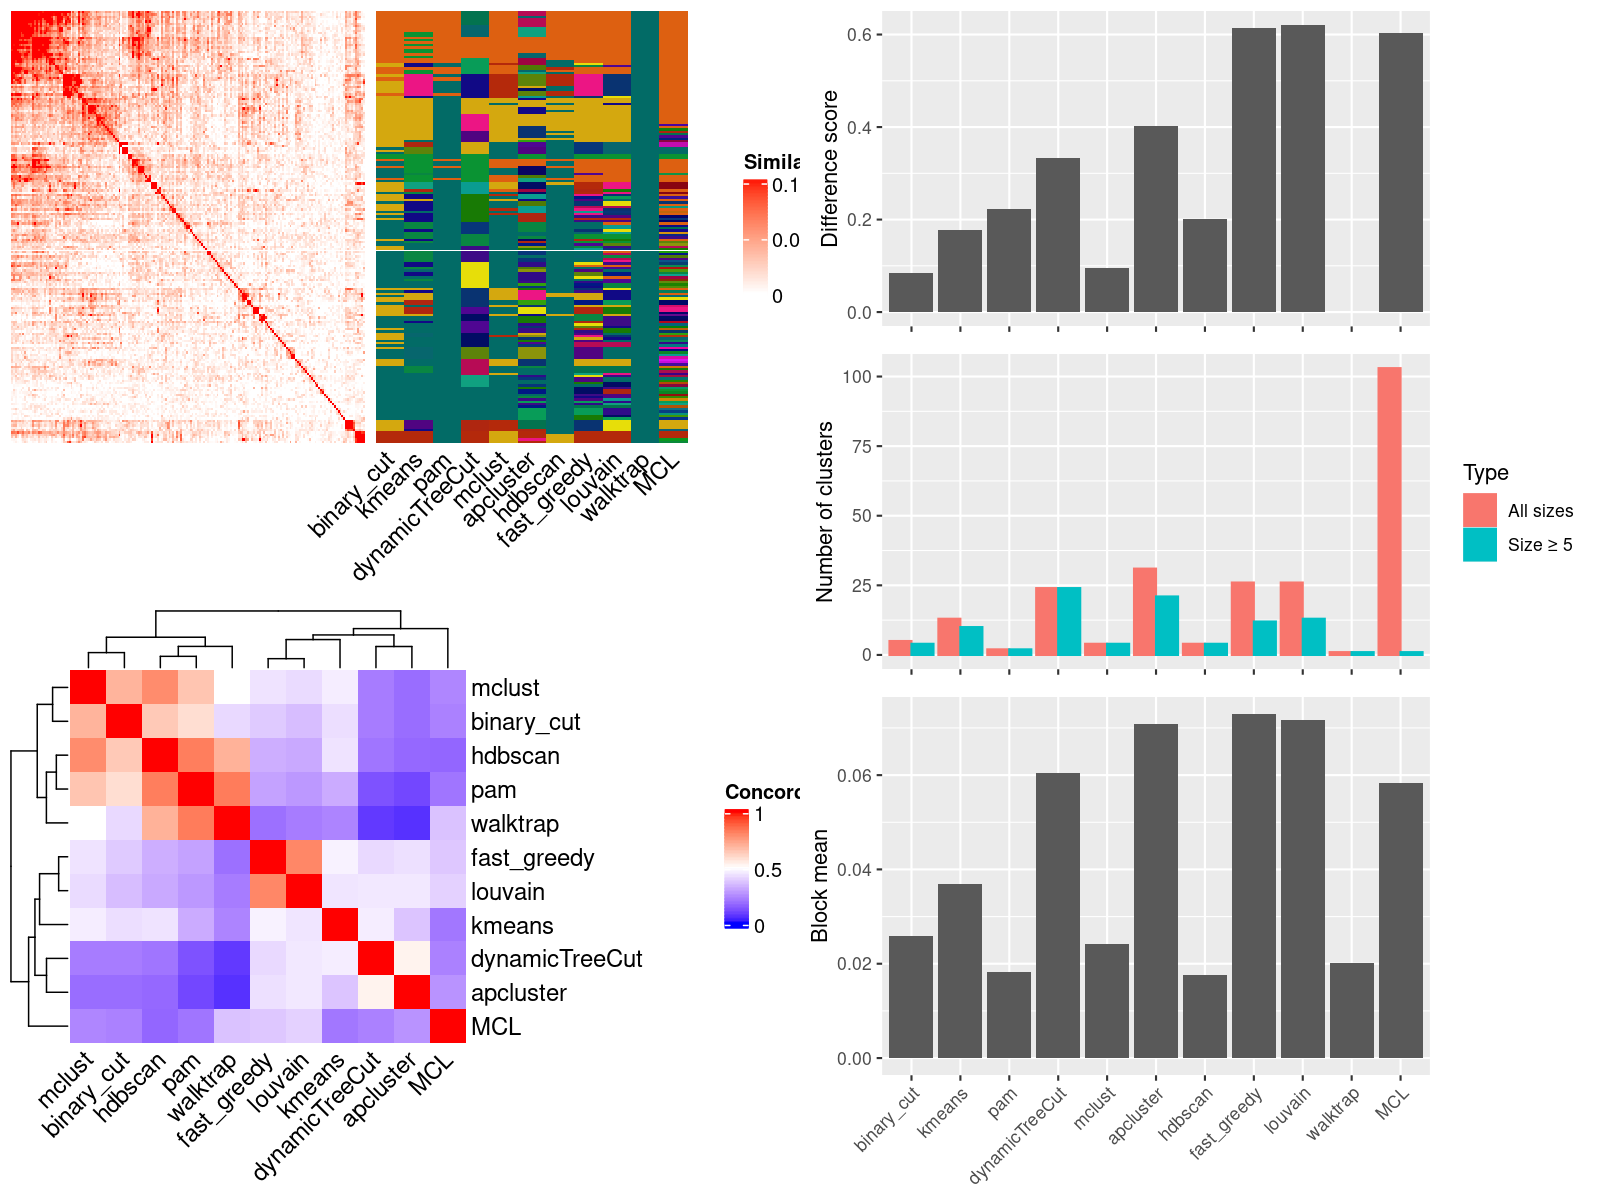 Simila
0.1
0.0
0
binary_cut
kmeans
pam
dynamicTreeCut
mclust
apcluster
hdbscan
fast_greedy
louvain
walktrap
MCL
mclust
binary_cut
hdbscan
pam
walktrap
fast_greedy
louvain
kmeans
dynamicTreeCut
apcluster
MCL
mclust
binary_cut
hdbscan
pam
walktrap
fast_greedy
louvain
kmeans
dynamicTreeCut
apcluster
MCL
Concord
1
0.5
0
Difference score
0.6
0.4
0.2
0.0
Number of clusters
100
75
50
25
0
Type
All sizes
Size ≥ 5
Block mean
0.06
0.04
0.02
0.00
binary_cut
kmeans
pam
dynamicTreeCut
mclust
apcluster
hdbscan
fast_greedy
louvain
walktrap
MCL